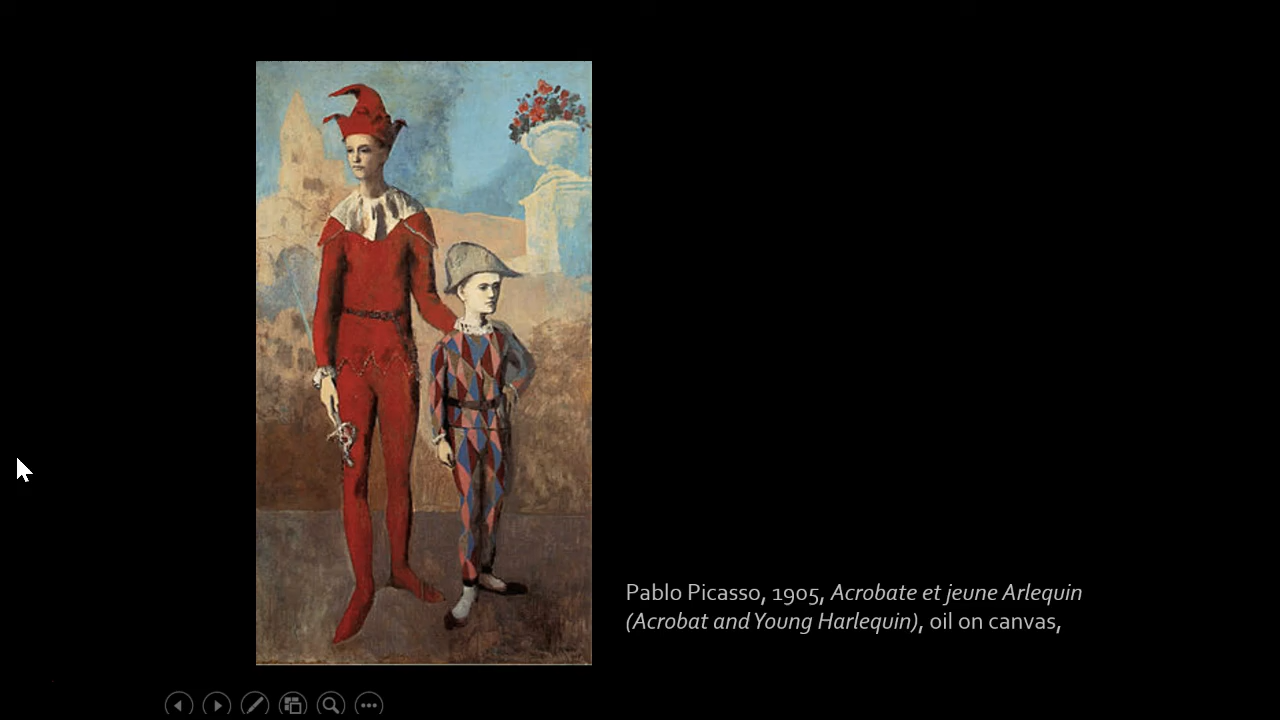 Pablo Picasso, 1905, Acrobate et jeune Arlequin
(Acrobat and Young Harlequin), oil on canvas,